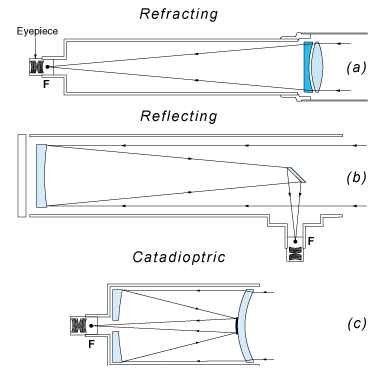 Refracting
Eyepiece
F
(a)
Reflecting
(b)
F
Catadioptric
F
(c)